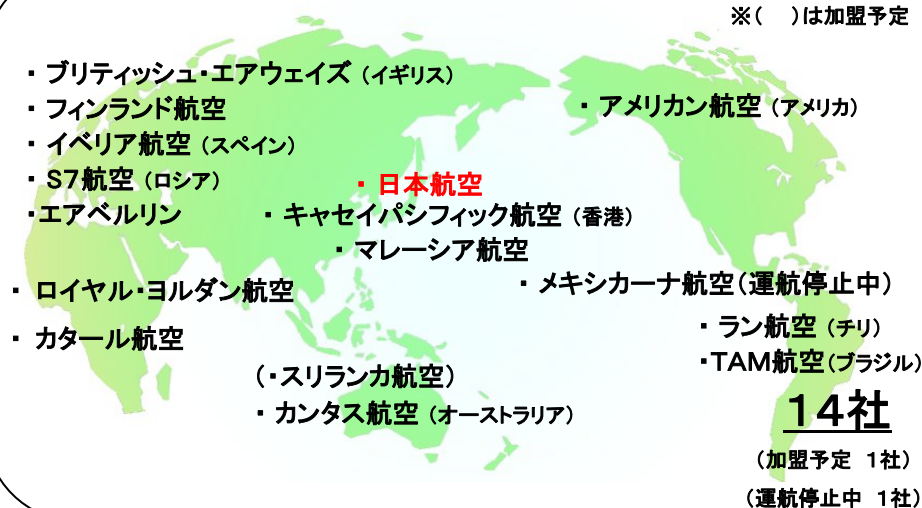 ※(　)は加盟予定
・ブリティッシュ・エアウェイズ（イギリス）
・フィンランド航空
・アメリカン航空（アメリカ）
・イベリア航空（スペイン）
・S7航空（ロシア）
・日本航空
・エアベルリン
・キャセイパシフィック航空（香港）
・マレーシア航空
・ロイヤル・ヨルダン航空
・メキシカーナ航空（運航停止中）
・カタール航空
・ラン航空（チリ）
・TAM航空（ブラジル）
（・スリランカ航空）
・カンタス航空（オーストラリア）
14社
（加盟予定　1社）
（運航停止中　1社）